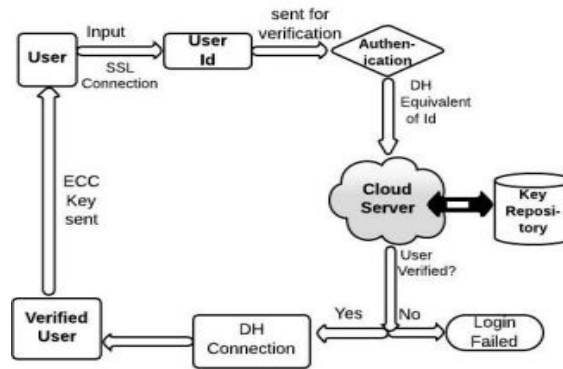 User
Input
SSL
Connection
User
Id
sent for
verification
Authen-
ication
DH
Equivalent
of Id
Cloud
Server
Key
Reposi-
tory
User
Verified?
Yes
No
Login
Failed
DH
Connection
Verified
User
ECC
Key
sent